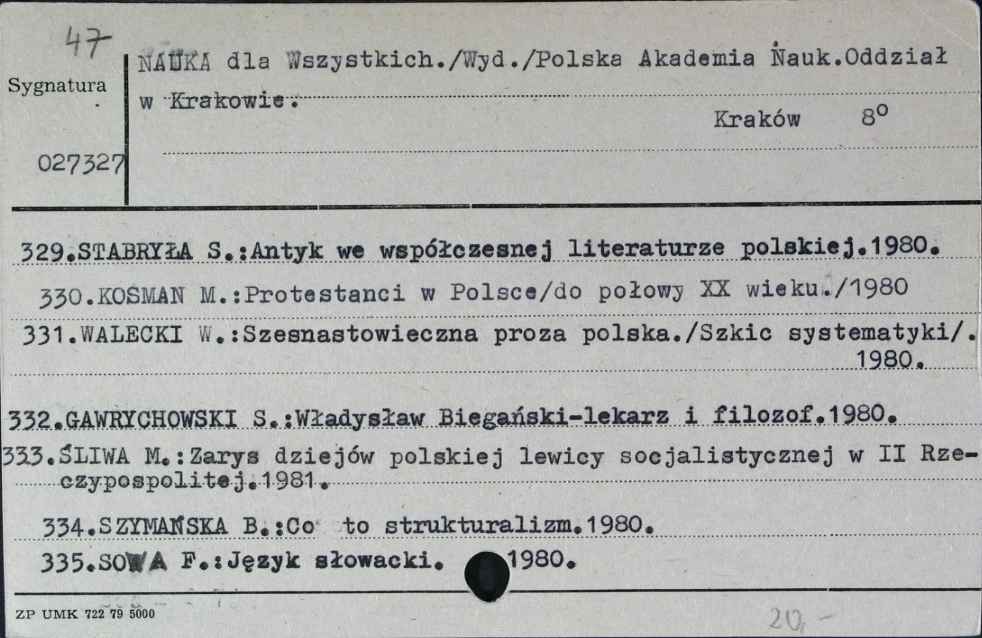 47
NAUKA dla Wszystkich./Wyd./Polska Akademia Nauk.Oddział
Sygnatura
w Krakowie.
Kraków 8º
027327
329.STABRYŁA S.:Antyk we współczesnej literaturze polskiej.1980.
330.KOSMAN M.:Protestanci w Polsce/do połowy XX wieku./1980
331.WALECKI W.:Szesnastowieczna proza polska./Szkic systematyki/.
1980.
332.GAWRYCHOWSKI S.:Władysław Biegański-lekarz i filozof.1980.
333.ŚLIWA M.:Zarys dziejów polskiej lewicy socjalistycznej w II Rze-
czypospolitej.1981.
334.SZYMAŃSKA B.:Co to strukturalizm.1980.
335.SOWA F.:Język słowacki. 1980.
ZP UMK 722 79 5000
20,-